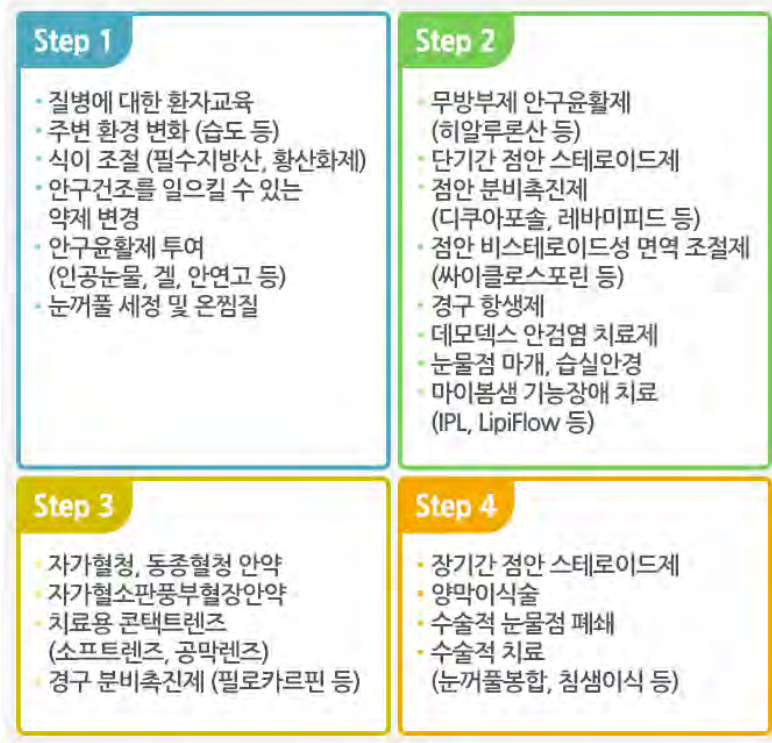 Step 1
· 질병에 대한 환자교육
· 주변 환경 변화 (습도 등)
· 식이 조절 (필수지방산, 황산화제)
· 안구건조를 일으킬 수 있는
약제 변경
· 안구윤활제 투여
(인공눈물, 겔, 안연고 등)
· 눈꺼풀 세정 및 온찜질
Step 2
· 무방부제 안구윤활제
(히알루론산 등)
· 단기간 점안 스테로이드제
· 점안 분비촉진제
(디쿠아포솔, 레바미피드 등)
· 점안 비스테로이드성 면역 조절제
(싸이클로스포린 등)
· 경구 항생제
· 데모덱스 안검염 치료제
· 눈물점 마개, 습실안경
· 마이봄샘 기능장애 치료
(IPL, LipiFlow 등)
Step 3
· 자가혈청, 동종혈청 안약
· 자가혈소판풍부혈장안약
· 치료용 콘택트렌즈
(소프트렌즈, 공막렌즈)
· 경구 분비촉진제 (필로카르핀 등)
Step 4
· 장기간 점안 스테로이드제
· 양막이식술
· 수술적 눈물점 폐쇄
· 수술적 치료
(눈꺼풀봉합, 침샘이식 등)